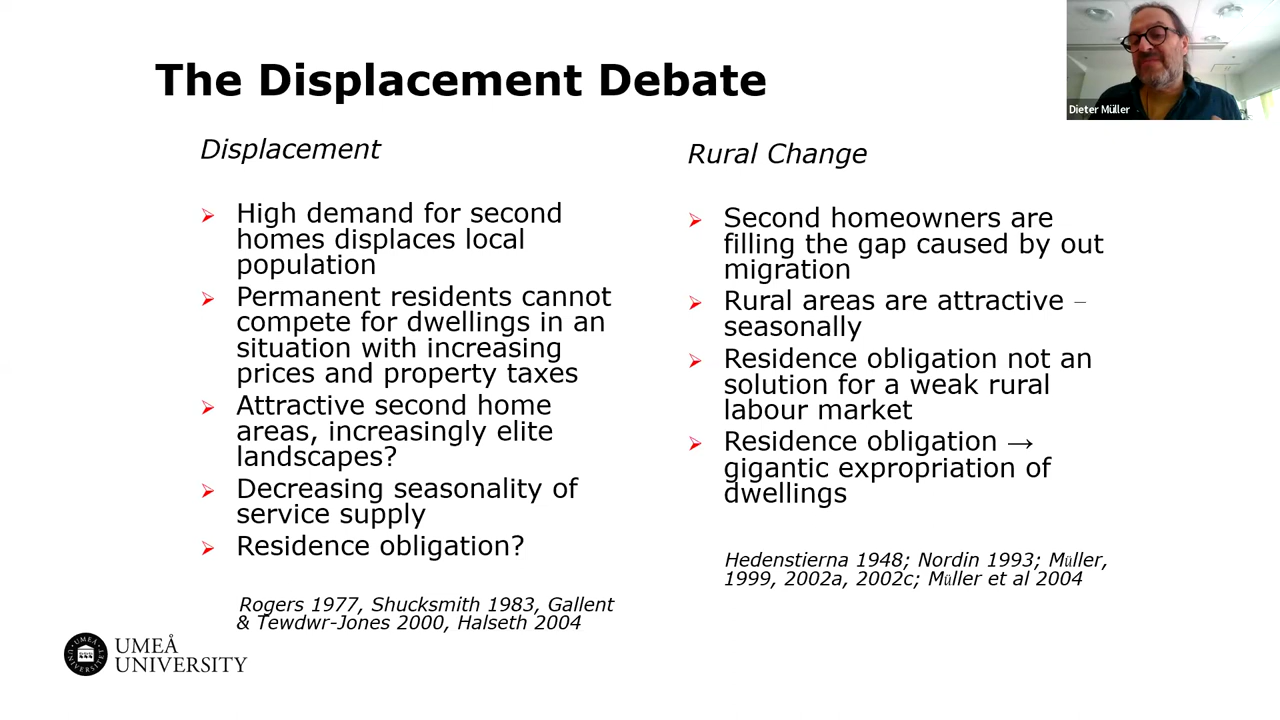 The Displacement Debate
Dieter Müller
Displacement
High demand for second
homes displaces local
population
Permanent residents cannot
compete for dwellings in an
situation with increasing
prices and property taxes
Attractive second home
areas, increasingly elite
landscapes?
Decreasing seasonality of
service supply
Residence obligation?
Rogers 1977, Shucksmith 1983, Gallent
& Tewdwr-Jones 2000, Halseth 2004
Rural Change
Second homeowners are
filling the gap caused by out
migration
Rural areas are attractive –
seasonally
Residence obligation not an
solution for a weak rural
labour market
Residence obligation →
gigantic expropriation of
dwellings
Hedenstierna 1948; Nordin 1993; Müller,
1999, 2002a, 2002c; Müller et al 2004
UMEÅ
UNIVERSITY